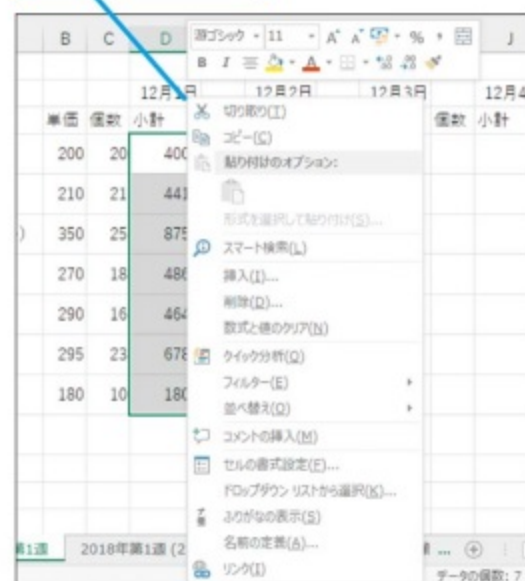 游ゴシック 11 A A %
B C D J
B I A
12月1日 12月2日 12月3日 12月4
単価 個数 小計 個数 小計
200 20 400
210 21 441
350 25 875
270 18 486
290 16 464
295 23 678
180 10 180
切り取り(T)
コピー(C)
貼り付けのオプション:
形式を選択して貼り付け(S)...
スマート検索(L)
挿入(I)...
削除(D)...
数式と値のクリア(N)
クイック分析(Q)
フィルター(E)
並べ替え(O)
コメントの挿入(M)
セルの書式設定(F)...
ドロップダウン リストから選択(K)...
ふりがなの表示(S)
名前の定義(A)...
リンク(I)
第1週 2018年第1週 (2 ...
データの個数: 7